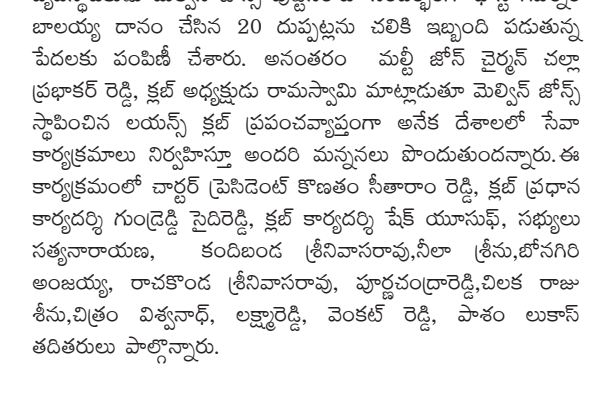 బాలయ్య దానం చేసిన 20 దుప్పట్లను చలికి ఇబ్బంది పడుతున్న
పేదలకు పంపిణీ చేశారు. అనంతరం మల్టీ జోన్ చైర్మన్ చల్లా
ప్రభాకర్ రెడ్డి, క్లబ్ అధ్యక్షుడు రామస్వామి మాట్లాడుతూ మెల్విన్ జోన్స్
స్థాపించిన లయన్స్ క్లబ్ ప్రపంచవ్యాప్తంగా అనేక దేశాలలో సేవా
కార్యక్రమాలు నిర్వహిస్తూ అందరి మన్ననలు పొందుతుందన్నారు.ఈ
కార్యక్రమంలో చార్టర్ ప్రెసిడెంట్ కొణతం సీతారాం రెడ్డి, క్లబ్ ప్రధాన
కార్యదర్శి గుండ్రెడ్డి సైదిరెడ్డి, క్లబ్ కార్యదర్శి షేక్ యూసుఫ్, సభ్యులు
సత్యనారాయణ, కందిబండ శ్రీనివాసరావు,నీలా శ్రీను,బోనగిరి
అంజయ్య, రాచకొండ శ్రీనివాసరావు, పూర్ణచంద్రారెడ్డి,చిలక రాజు
శీను,చిత్రం విశ్వనాధ్, లక్ష్మారెడ్డి, వెంకట్ రెడ్డి, పాశం లుకాస్
తదితరులు పాల్గొన్నారు.